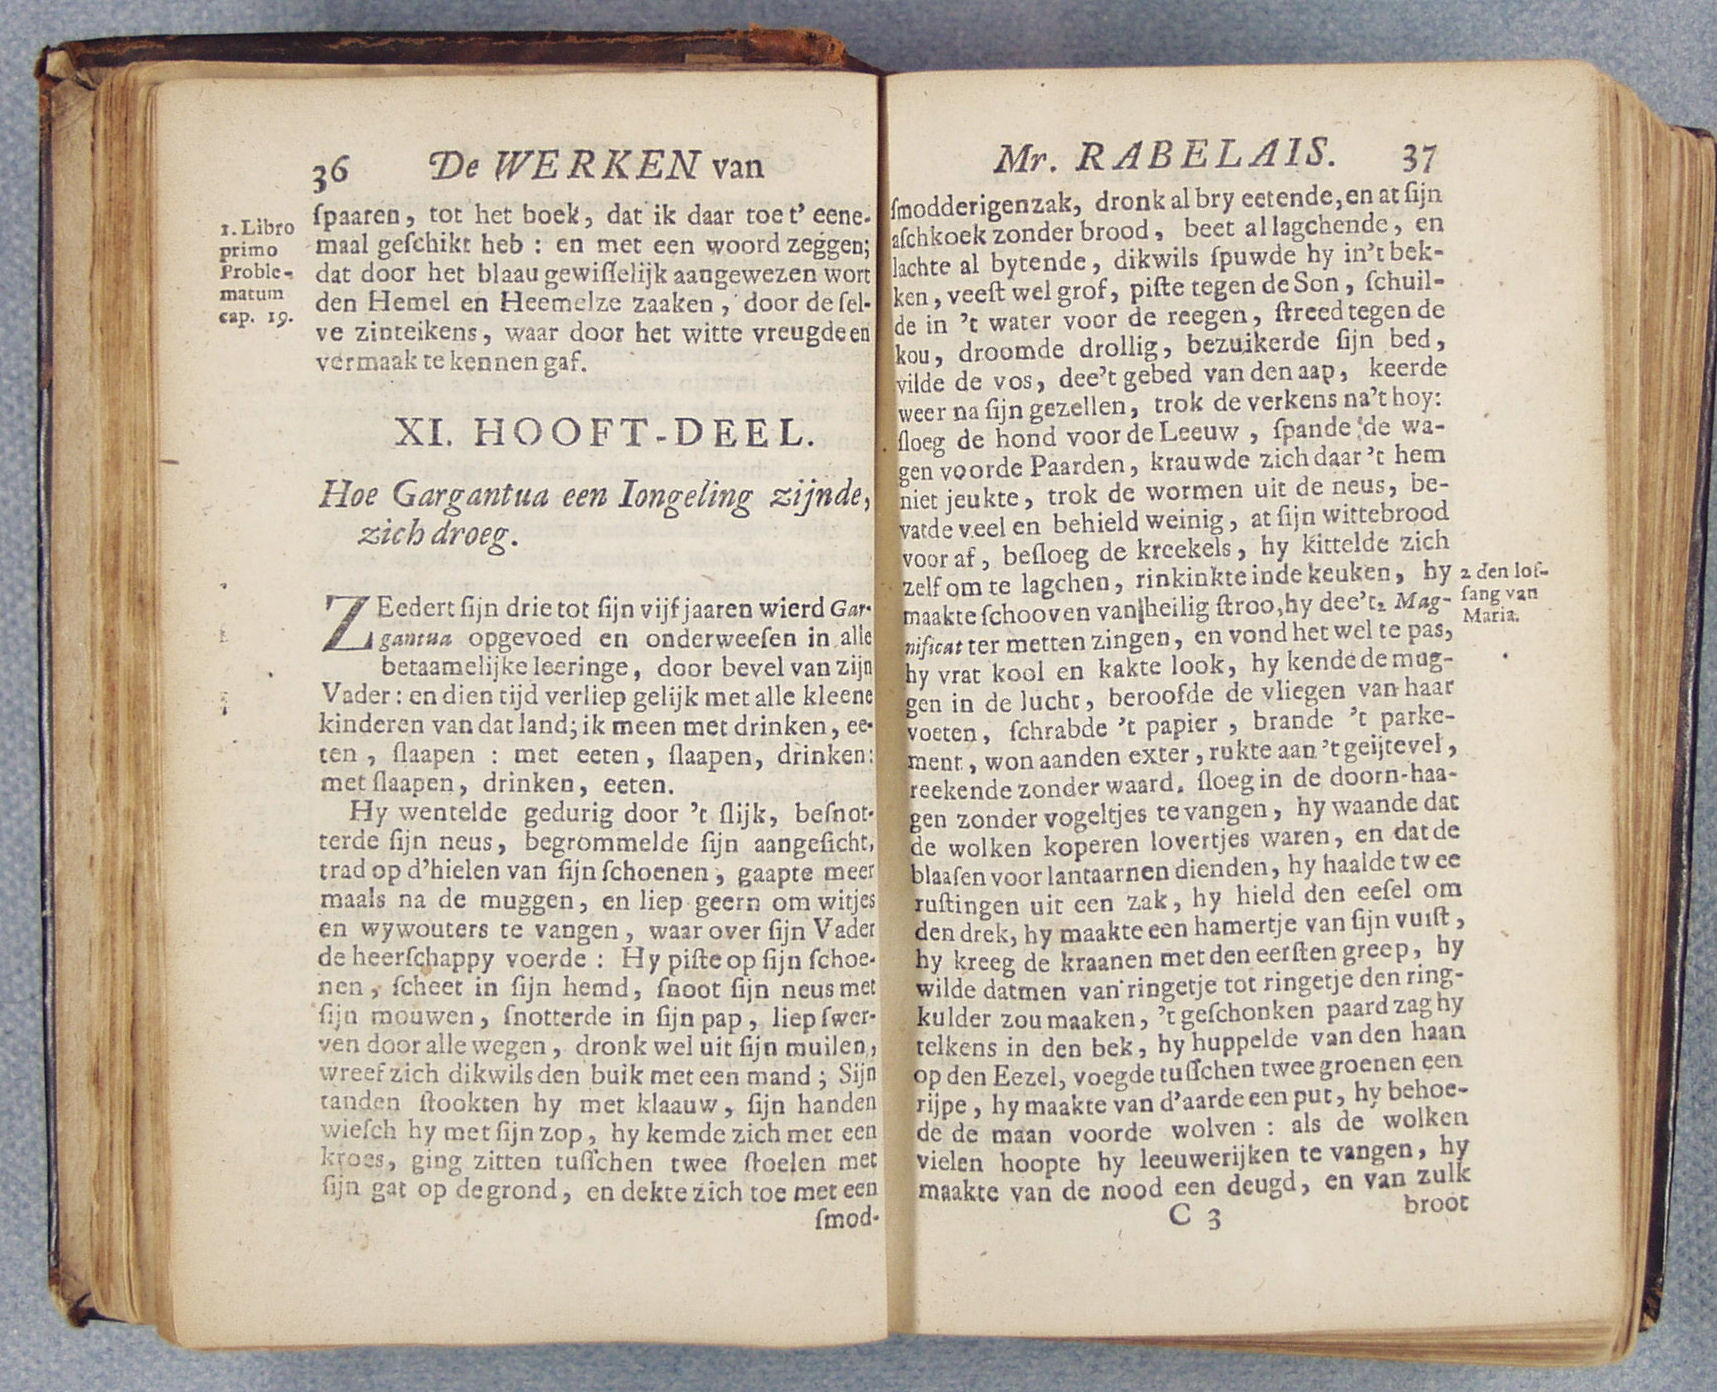 36 De WERKEN van
1. Libro
primo
Proble-
matum
cap. 19.
ſpaaren, tot het boek, dat ik daar toe t' eene-
maal geſchikt heb : en met een woord zeggen;
dat door het blaau gewiſſelijk aangewezen wort
den Hemel en Heemelze zaaken, door de ſel-
ve zinteikens, waar door het witte vreugde en
vermaak te kennen gaf.
XI. HOOFT-DEEL.
Hoe Gargantua een Iongeling zijnde,
zich droeg.
ZEedert ſijn drie tot ſijn vijf jaaren wierd Gar-
gantua opgevoed en onderweeſen in alle
betaamelijke leeringe, door bevel van zijn
Vader : en dien tijd verliep gelijk met alle kleene
kinderen van dat land; ik meen met drinken, ee-
ten, ſlaapen : met eeten, ſlaapen, drinken:
met ſlaapen, drinken, eeten.
Hy wentelde gedurig door 't ſlijk, beſnot-
terde ſijn neus, begrommelde ſijn aangeſicht,
trad op d'hielen van ſijn ſchoenen, gaapte meer
maals na de muggen, en liep geern om witjes
en wywouters te vangen, waar over ſijn Vader
de heerſchappy voerde : Hy piſte op ſijn ſchoe-
nen, ſcheet in ſijn hemd, ſnoot ſijn neus met
ſijn mouwen, ſnotterde in ſijn pap, liep ſwer-
ven door alle wegen, dronk wel uit ſijn muilen,
wreef zich dikwils den buik met een mand ; Sijn
tanden ſtookten hy met klaauw, ſijn handen
wieſch hy met ſijn zop, hy kemde zich met een
kroes, ging zitten tuſſchen twee ſtoelen met
ſijn gat op de grond, en dekte zich toe met een
ſmod-
Mr. RABELAIS. 37
ſmodderigen zak, dronk al bry eetende, en at ſijn
aſchkoek zonder brood, beet al lagchende, en
lachte al bytende, dikwils ſpuwde hy in't bek-
ken, veeſt wel grof, piſte tegen de Son, ſchuil-
de in 't water voor de reegen, ſtreed tegen de
kou, droomde drollig, bezuikerde ſijn bed,
vilde de vos, dee't gebed van den aap, keerde
weer na ſijn gezellen, trok de verkens na't hoy:
ſloeg de hond voor de Leeuw, ſpande de wa-
gen voorde Paarden, krauwde zich daar 't hem
niet jeukte, trok de wormen uit de neus, be-
vatde veel en behield weinig, at ſijn wittebrood
voor af, beſloeg de kreekels, hy kittelde zich
zelf om te lagchen, rinkinkte inde keuken, hy
maakte ſchooven van heilig ſtroo, hy dee't 2 Mag-
nificat ter metten zingen, en vond het wel te pas,
hy vrat kool en kakte look, hy kende de mug-
gen in de lucht, beroofde de vliegen van haar
voeten, ſchrabde 't papier, brande 't parke-
ment, won aanden exter, rukte aan 't geijtevel,
reekende zonder waard, ſloeg in de doorn-haa-
gen zonder vogeltjes te vangen, hy waande dat
de wolken koperen lovertjes waren, en dat de
blaaſen voor lantaarnen dienden, hy haalde twee
ruſtingen uit een zak, hy hield den eeſel om
den drek, hy maakte een hamertje van ſijn vuiſt,
hy kreeg de kraanen met den eerſten greep, hy
wilde datmen van ringetje tot ringetje den ring-
kulder zou maaken, 't geſchonken paard zag hy
telkens in den bek, hy huppelde van den haan
op den Eezel, voegde tuſſchen twee groenen een
rijpe, hy maakte van d'aarde een put, hy behoe-
de de maan voorde wolven : als de wolken
vielen hoopte hy leeuwerijken te vangen, hy
maakte van de nood een deugd, en van zulk
C 3 broot
2 den lof-
ſang van
Maria.